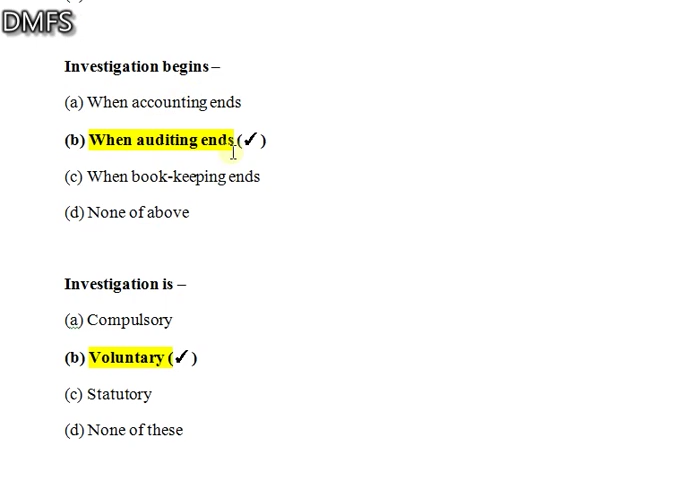 DMFS
Investigation begins –
(a) When accounting ends
(b) When auditing ends (✓)
(c) When book-keeping ends
(d) None of above
Investigation is –
(a) Compulsory
(b) Voluntary (✓)
(c) Statutory
(d) None of these